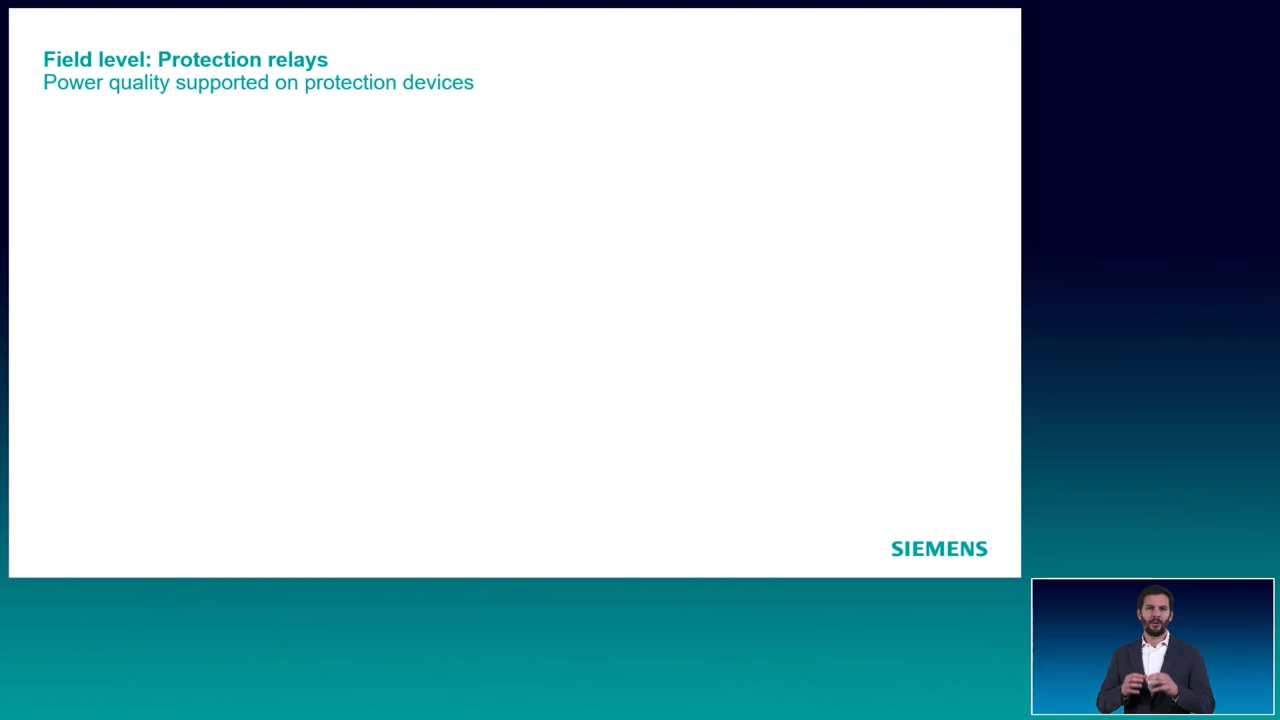 Field level: Protection relays
Power quality supported on protection devices
SIEMENS